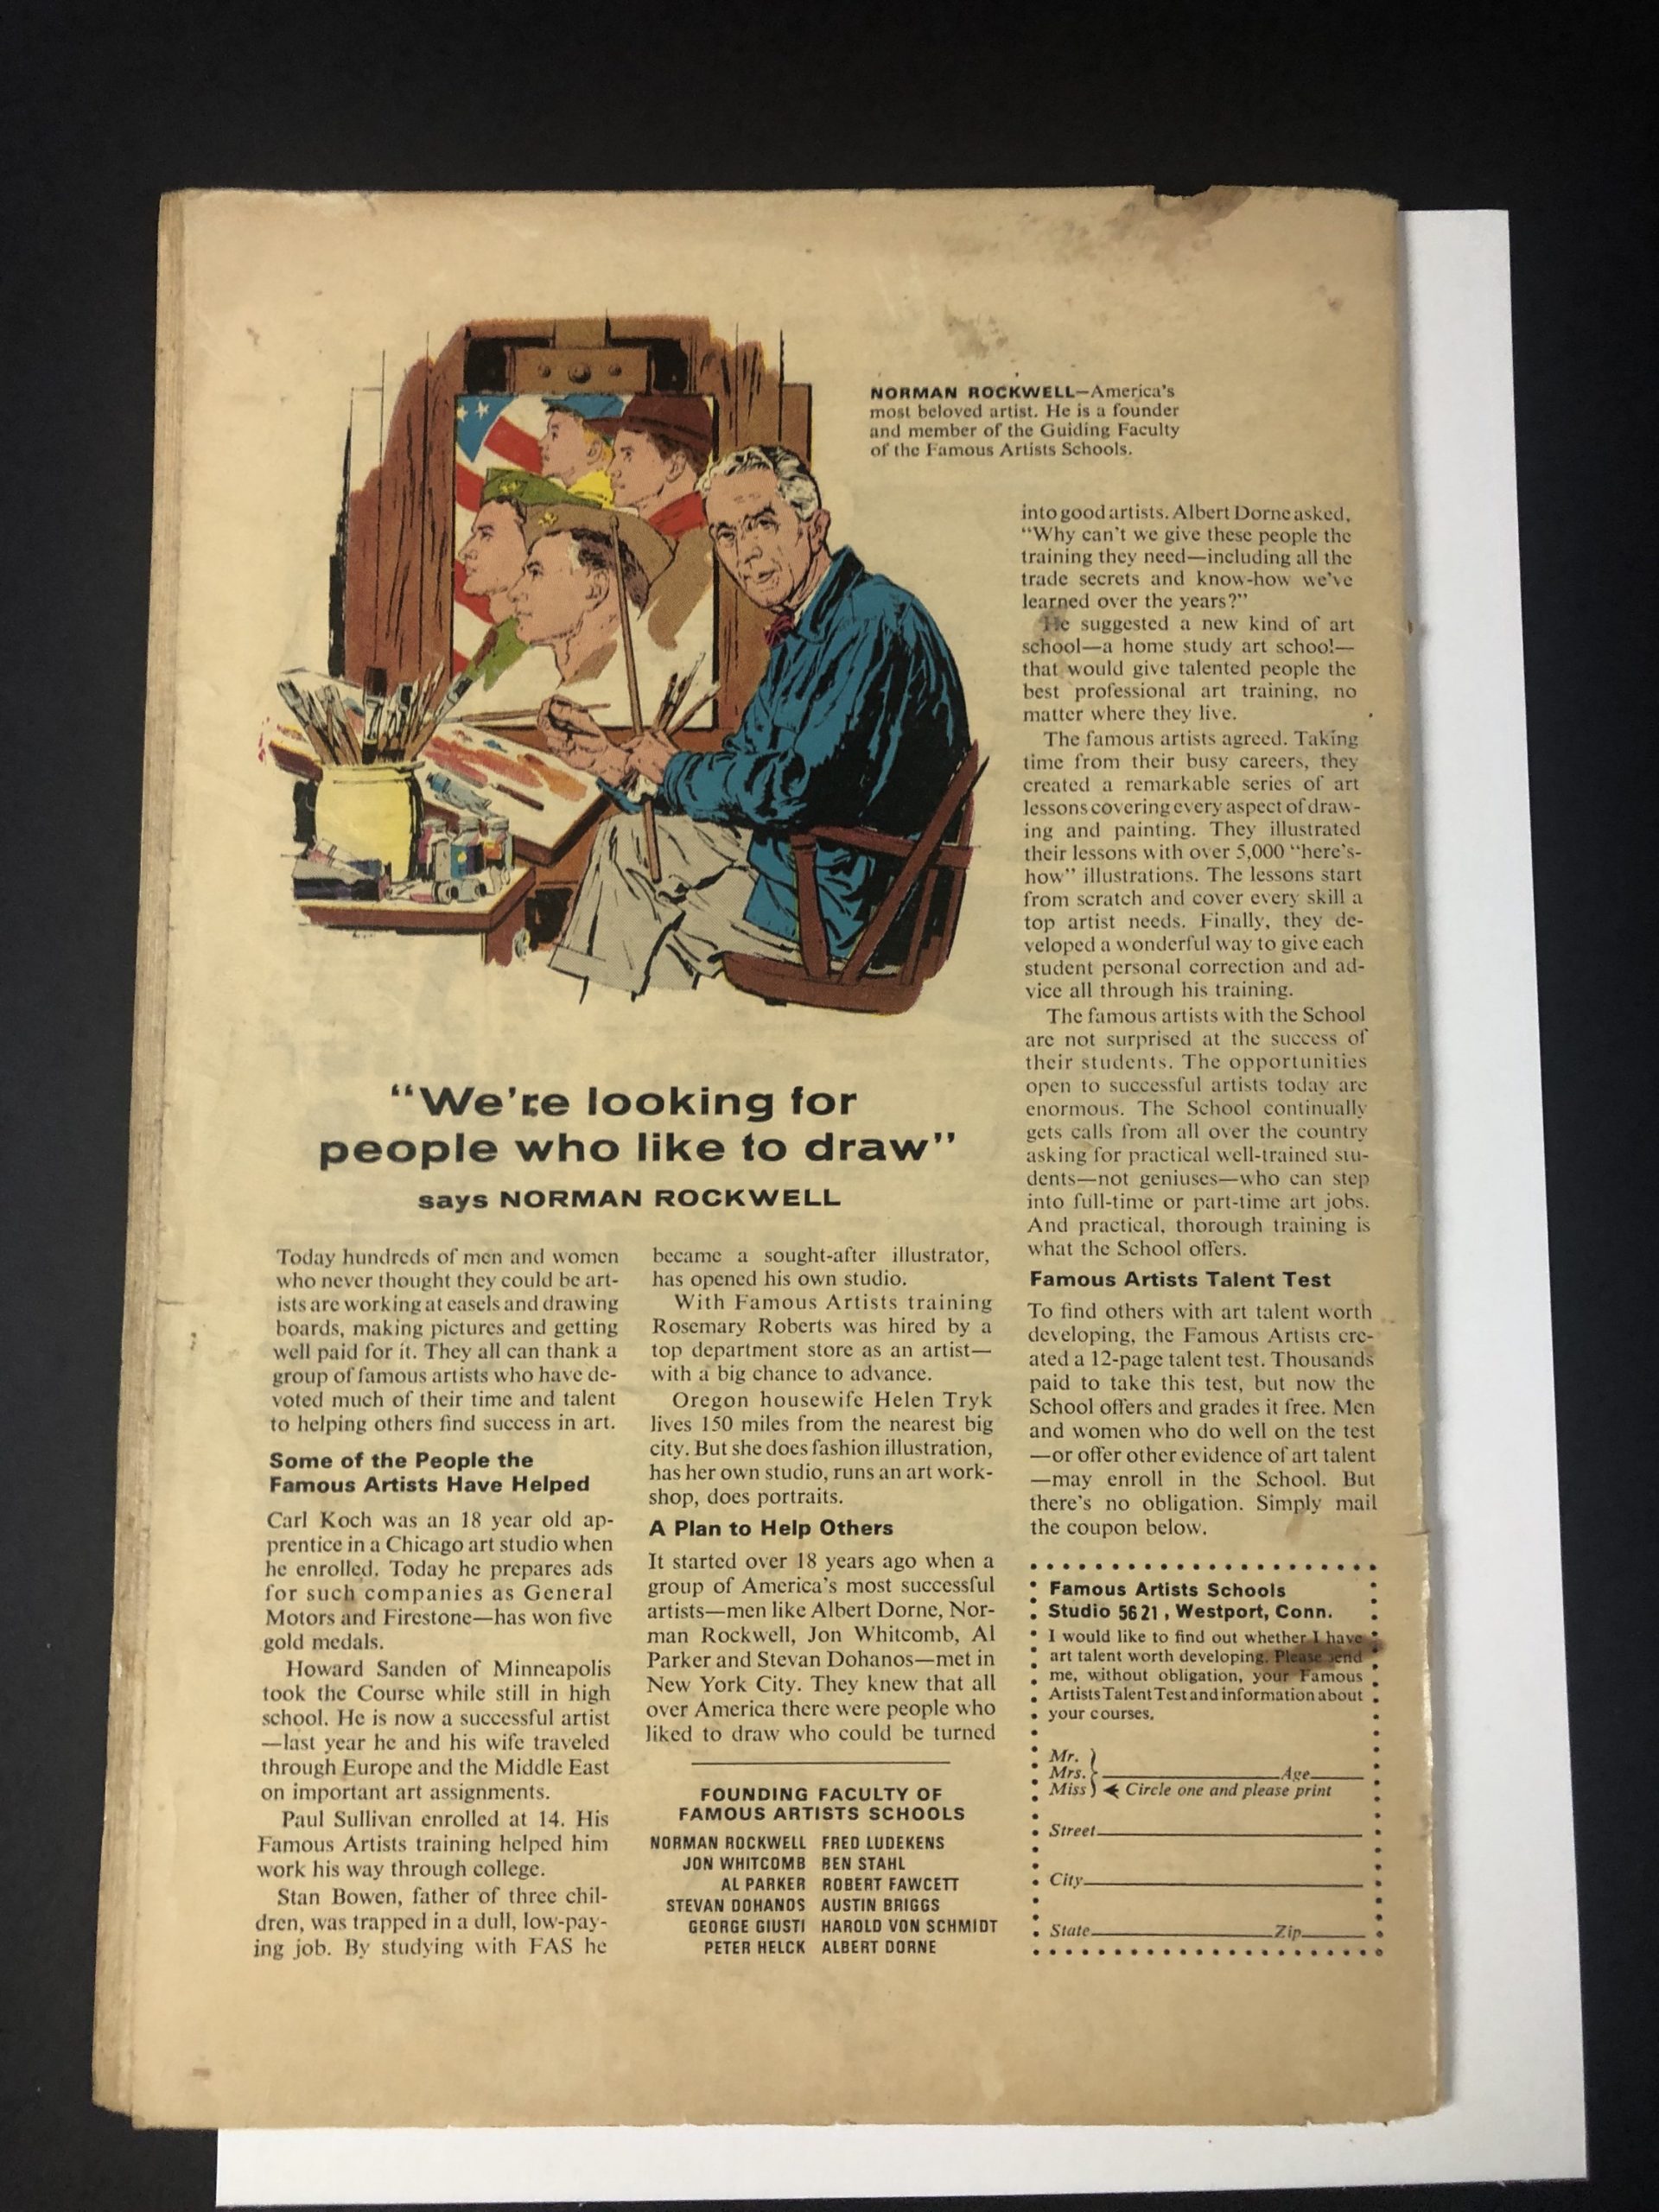 NORMAN ROCKWELL—America's
most beloved artist. He is a founder
and member of the Guiding Faculty
of the Famous Artists Schools.
"We're looking for
people who like to draw"
says NORMAN ROCKWELL
Today hundreds of men and women
who never thought they could be art-
ists are working at easels and drawing
boards, making pictures and getting
well paid for it. They all can thank a
group of famous artists who have de-
voted much of their time and talent
to helping others find success in art.
Some of the People the
Famous Artists Have Helped
Carl Koch was an 18 year old ap-
prentice in a Chicago art studio when
he enrolled. Today he prepares ads
for such companies as General
Motors and Firestone—has won five
gold medals.
Howard Sanden of Minneapolis
took the Course while still in high
school. He is now a successful artist
—last year he and his wife traveled
through Europe and the Middle East
on important art assignments.
Paul Sullivan enrolled at 14. His
Famous Artists training helped him
work his way through college.
Stan Bowen, father of three chil-
dren, was trapped in a dull, low-pay-
ing job. By studying with FAS he
became a sought-after illustrator,
has opened his own studio.
With Famous Artists training
Rosemary Roberts was hired by a
top department store as an artist—
with a big chance to advance.
Oregon housewife Helen Tryk
lives 150 miles from the nearest big
city. But she does fashion illustration,
has her own studio, runs an art work-
shop, does portraits.
A Plan to Help Others
It started over 18 years ago when a
group of America's most successful
artists—men like Albert Dorne, Nor-
man Rockwell, Jon Whitcomb, Al
Parker and Stevan Dohanos—met in
New York City. They knew that all
over America there were people who
liked to draw who could be turned
FOUNDING FACULTY OF
FAMOUS ARTISTS SCHOOLS
NORMAN ROCKWELL FRED LUDEKENS
JON WHITCOMB BEN STAHL
AL PARKER ROBERT FAWCETT
STEVAN DOHANOS AUSTIN BRIGGS
GEORGE GIUSTI HAROLD VON SCHMIDT
PETER HELCK ALBERT DORNE
into good artists. Albert Dorne asked,
"Why can't we give these people the
training they need—including all the
trade secrets and know-how we've
learned over the years?"
He suggested a new kind of art
school—a home study art school—
that would give talented people the
best professional art training, no
matter where they live.
The famous artists agreed. Taking
time from their busy careers, they
created a remarkable series of art
lessons covering every aspect of draw-
ing and painting. They illustrated
their lessons with over 5,000 "here's-
how" illustrations. The lessons start
from scratch and cover every skill a
top artist needs. Finally, they de-
veloped a wonderful way to give each
student personal correction and ad-
vice all through his training.
The famous artists with the School
are not surprised at the success of
their students. The opportunities
open to successful artists today are
enormous. The School continually
gets calls from all over the country
asking for practical well-trained stu-
dents—not geniuses—who can step
into full-time or part-time art jobs.
And practical, thorough training is
what the School offers.
Famous Artists Talent Test
To find others with art talent worth
developing, the Famous Artists cre-
ated a 12-page talent test. Thousands
paid to take this test, but now the
School offers and grades it free. Men
and women who do well on the test
—or offer other evidence of art talent
—may enroll in the School. But
there's no obligation. Simply mail
the coupon below.
Famous Artists Schools
Studio 5621, Westport, Conn.
I would like to find out whether I have
art talent worth developing. Please send
me, without obligation, your Famous
Artists Talent Test and information about
your courses.
Mr.
Mrs. Age
Miss Circle one and please print
Street
City
State Zip